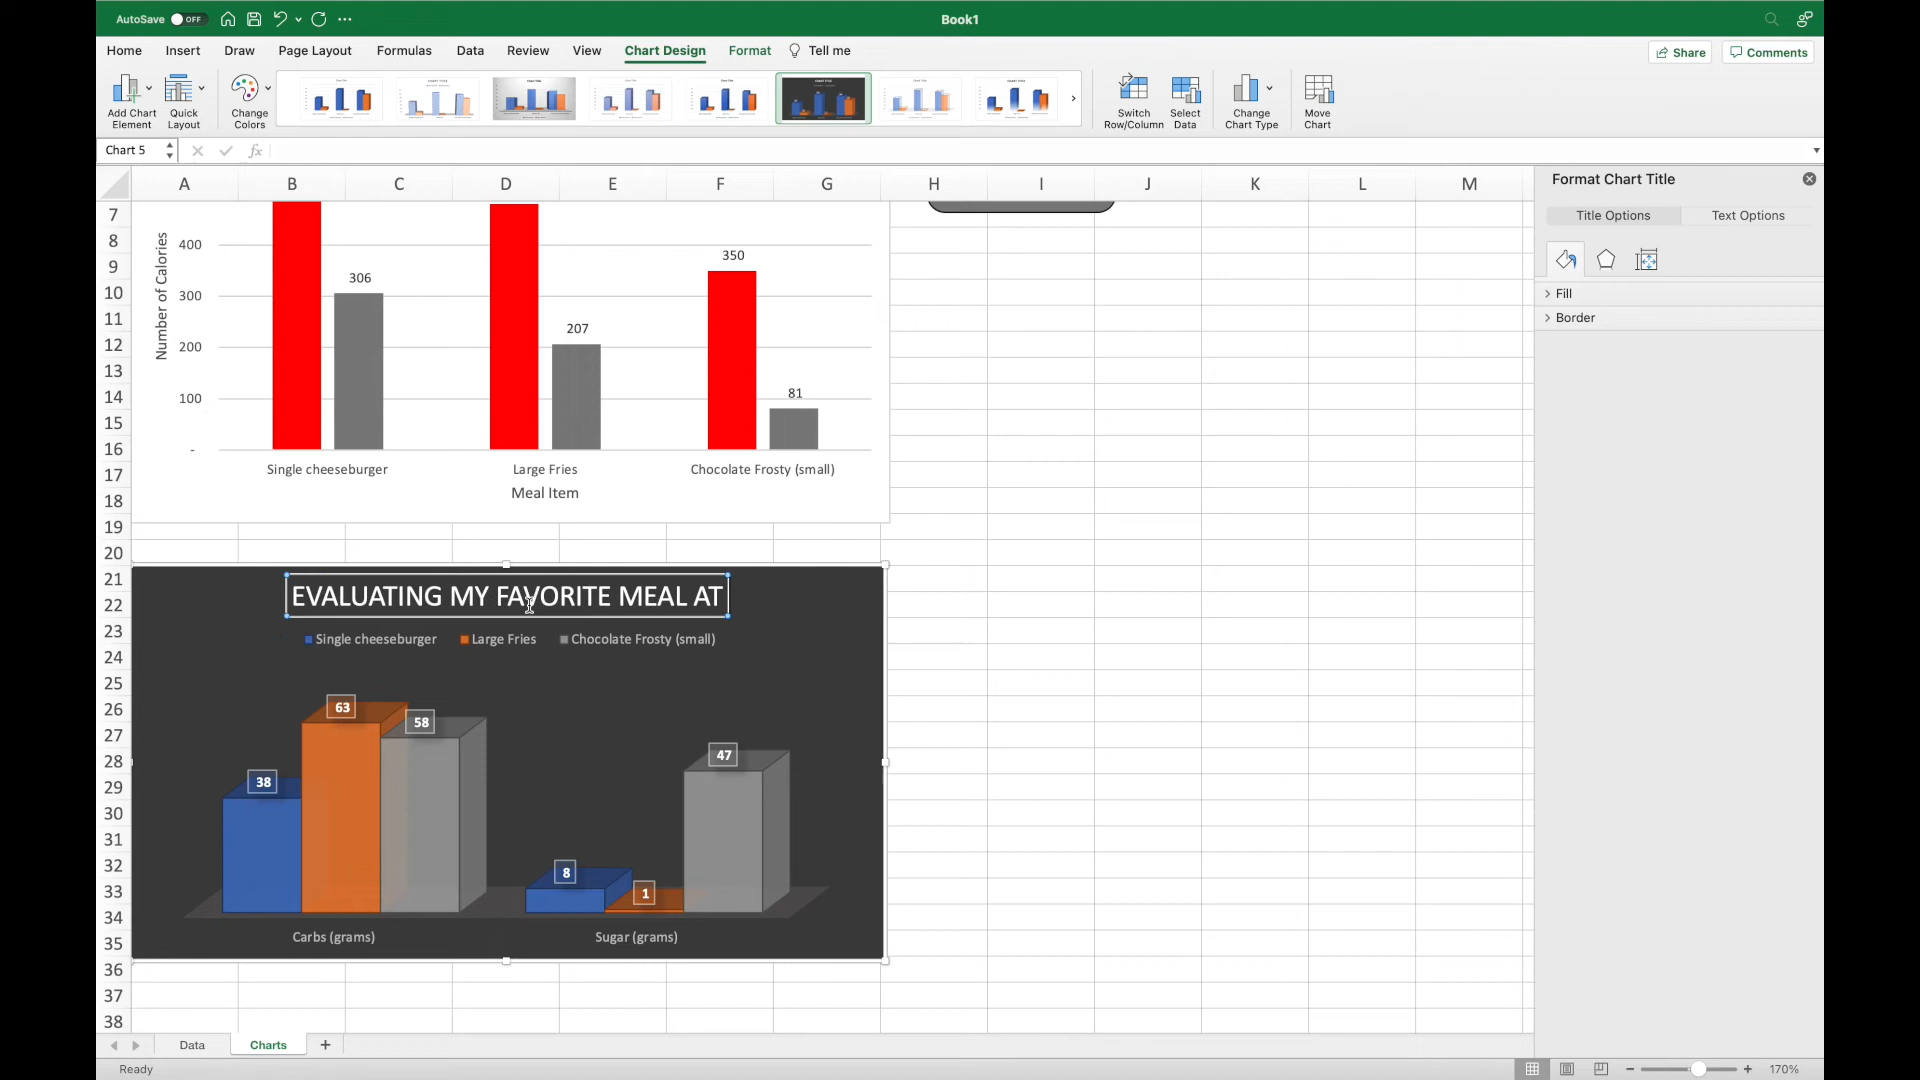 AutoSave OFF
Book1
Home Insert Draw Page Layout Formulas Data Review View Chart Design Format Tell me
Share Comments
Add Chart Element
Quick Layout
Change Colors
Switch Row/Column
Select Data
Change Chart Type
Move Chart
Chart 5
fx
A B C D E F G H I J K L M
7
8
9
10
11
12
13
14
15
16
17
18
19
20
21
22
23
24
25
26
27
28
29
30
31
32
33
34
35
36
37
38
Number of Calories
400
300
200
100
-
306
207
350
81
Single cheeseburger Large Fries Chocolate Frosty (small)
Meal Item
EVALUATING MY FAVORITE MEAL AT
Single cheeseburger Large Fries Chocolate Frosty (small)
38 63 58 8 1 47
Carbs (grams) Sugar (grams)
Format Chart Title
Title Options Text Options
Fill
Border
Data Charts +
Ready
170%